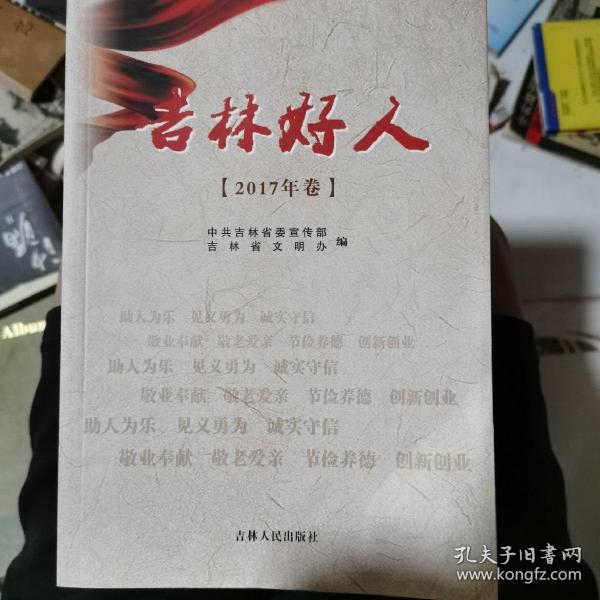 吉林好人
【2017年卷】
中共吉林省委宣传部
吉林省文明办
编
助人为乐 见义勇为 诚实守信
敬业奉献 敬老爱亲 节俭养德 创新创业
助人为乐 见义勇为 诚实守信
敬业奉献 敬老爱亲 节俭养德 创新创业
助人为乐 见义勇为 诚实守信
敬业奉献 敬老爱亲 节俭养德 创新创业
吉林人民出版社
Album
孔夫子旧书网
www.kongfz.com